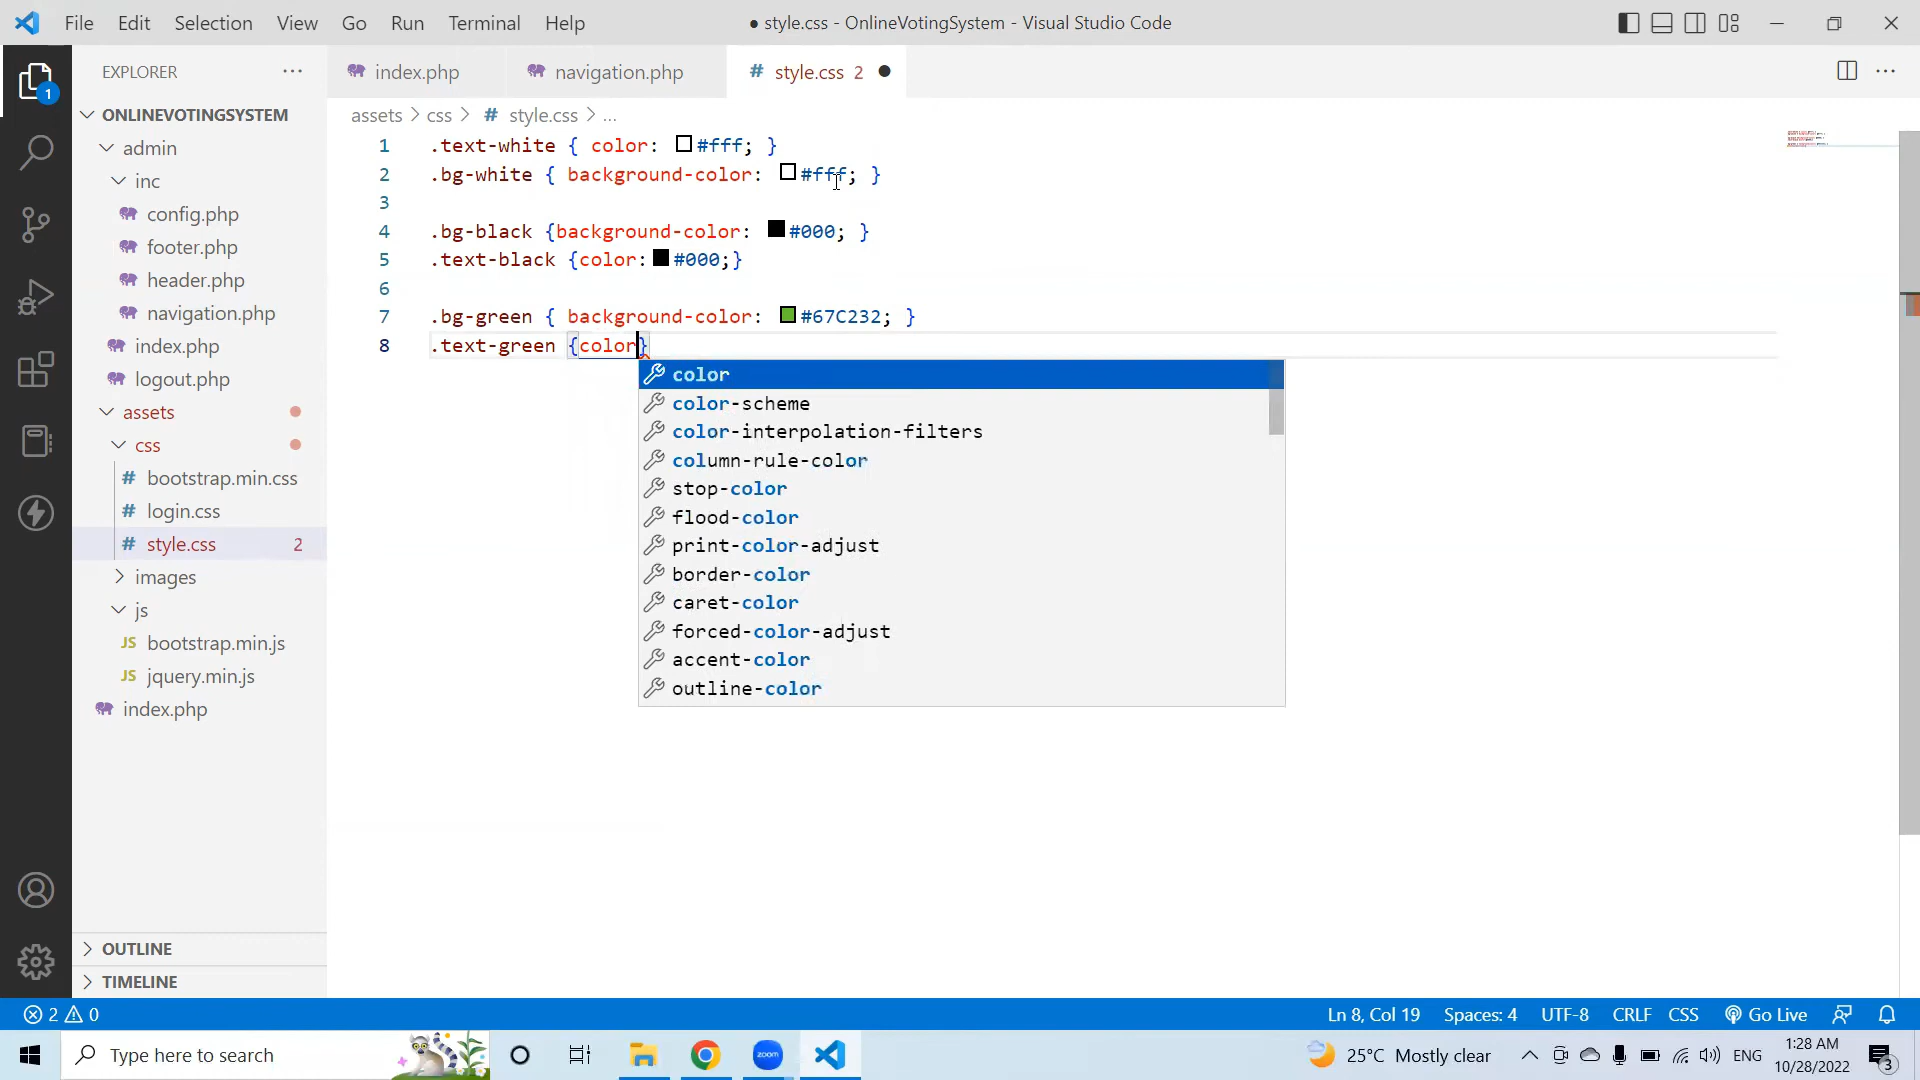 File Edit Selection View Go Run Terminal Help
● style.css - OnlineVotingSystem - Visual Studio Code
EXPLORER
index.php
navigation.php
style.css 2 ●
1
ONLINEVOTINGSYSTEM
assets > css > # style.css > ...
admin
inc
config.php
footer.php
header.php
navigation.php
index.php
logout.php
assets
css
# bootstrap.min.css
# login.css
# style.css 2
images
js
JS bootstrap.min.js
JS jquery.min.js
index.php
OUTLINE
TIMELINE
1 .text-white { color: #fff; }
2 .bg-white { background-color: #fff; }
3
4 .bg-black {background-color: #000; }
5 .text-black {color:#000;}
6
7 .bg-green { background-color: #67C232; }
8 .text-green {color}
color
color-scheme
color-interpolation-filters
column-rule-color
stop-color
flood-color
print-color-adjust
border-color
caret-color
forced-color-adjust
accent-color
outline-color
2 0
Ln 8, Col 19 Spaces: 4 UTF-8 CRLF CSS Go Live
Type here to search
zoom
25°C Mostly clear
ENG
1:28 AM
10/28/2022
3